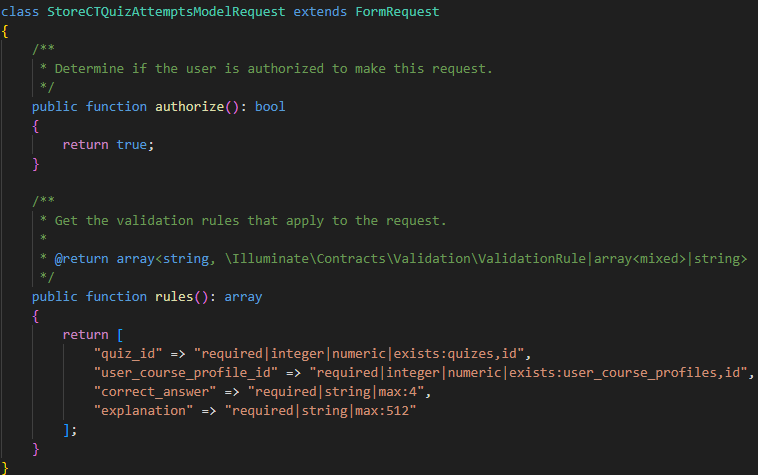 class StoreCTQuizAttemptsModelRequest extends FormRequest
{
    /**
     * Determine if the user is authorized to make this request.
     */
    public function authorize(): bool
    {
        return true;
    }

    /**
     * Get the validation rules that apply to the request.
     *
     * @return array<string, \Illuminate\Contracts\Validation\ValidationRule|array<mixed>|string>
     */
    public function rules(): array
    {
        return [
            "quiz_id" => "required|integer|numeric|exists:quizes,id",
            "user_course_profile_id" => "required|integer|numeric|exists:user_course_profiles,id",
            "correct_answer" => "required|string|max:4",
            "explanation" => "required|string|max:512"
        ];
    }
}